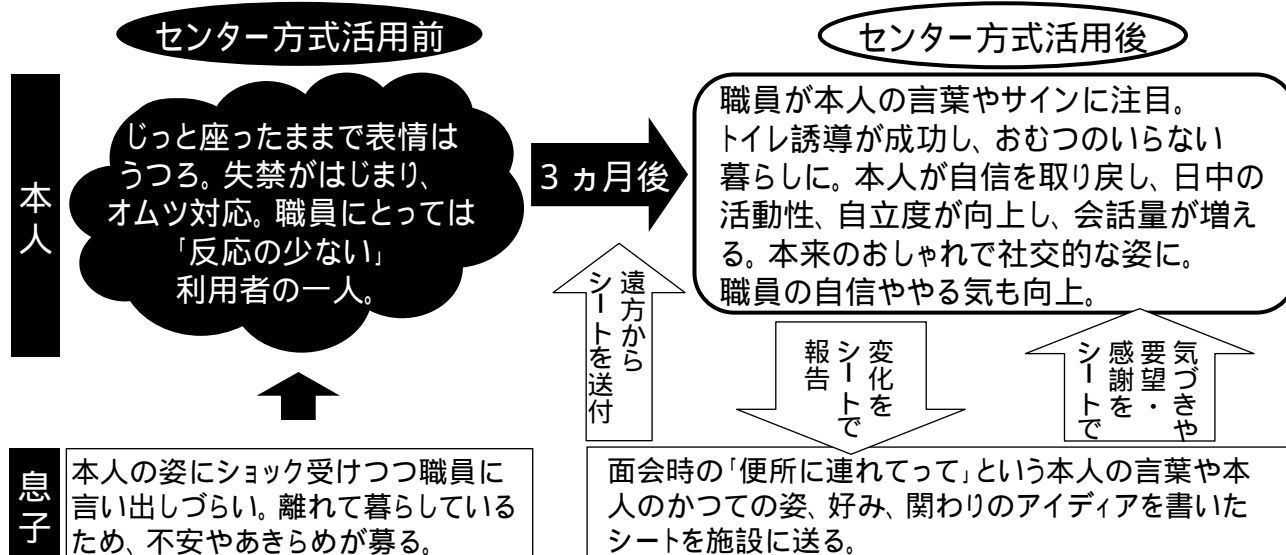 センター方式活用前
センター方式活用後
本人
じっと座ったままで表情は
うつろ。失禁がはじまり、
オムツ対応。職員にとっては
「反応の少ない」
利用者の一人。
3ヵ月後
職員が本人の言葉やサインに注目。
トイレ誘導が成功し、おむつのいらない
暮らしに。本人が自信を取り戻し、日中の
活動性、自立度が向上し、会話量が増え
る。本来のおしゃれで社交的な姿に。
職員の自信ややる気も向上。
遠方から
シートを送付
変化を
シートで
報告
気づきや
要望・
感謝を
シートで
息子
本人の姿にショック受けつつ職員に
言い出しづらい。離れて暮らしている
ため、不安やあきらめが募る。
面会時の「便所に連れてって」という本人の言葉や本
人のかつての姿、好み、関わりのアイディアを書いた
シートを施設に送る。